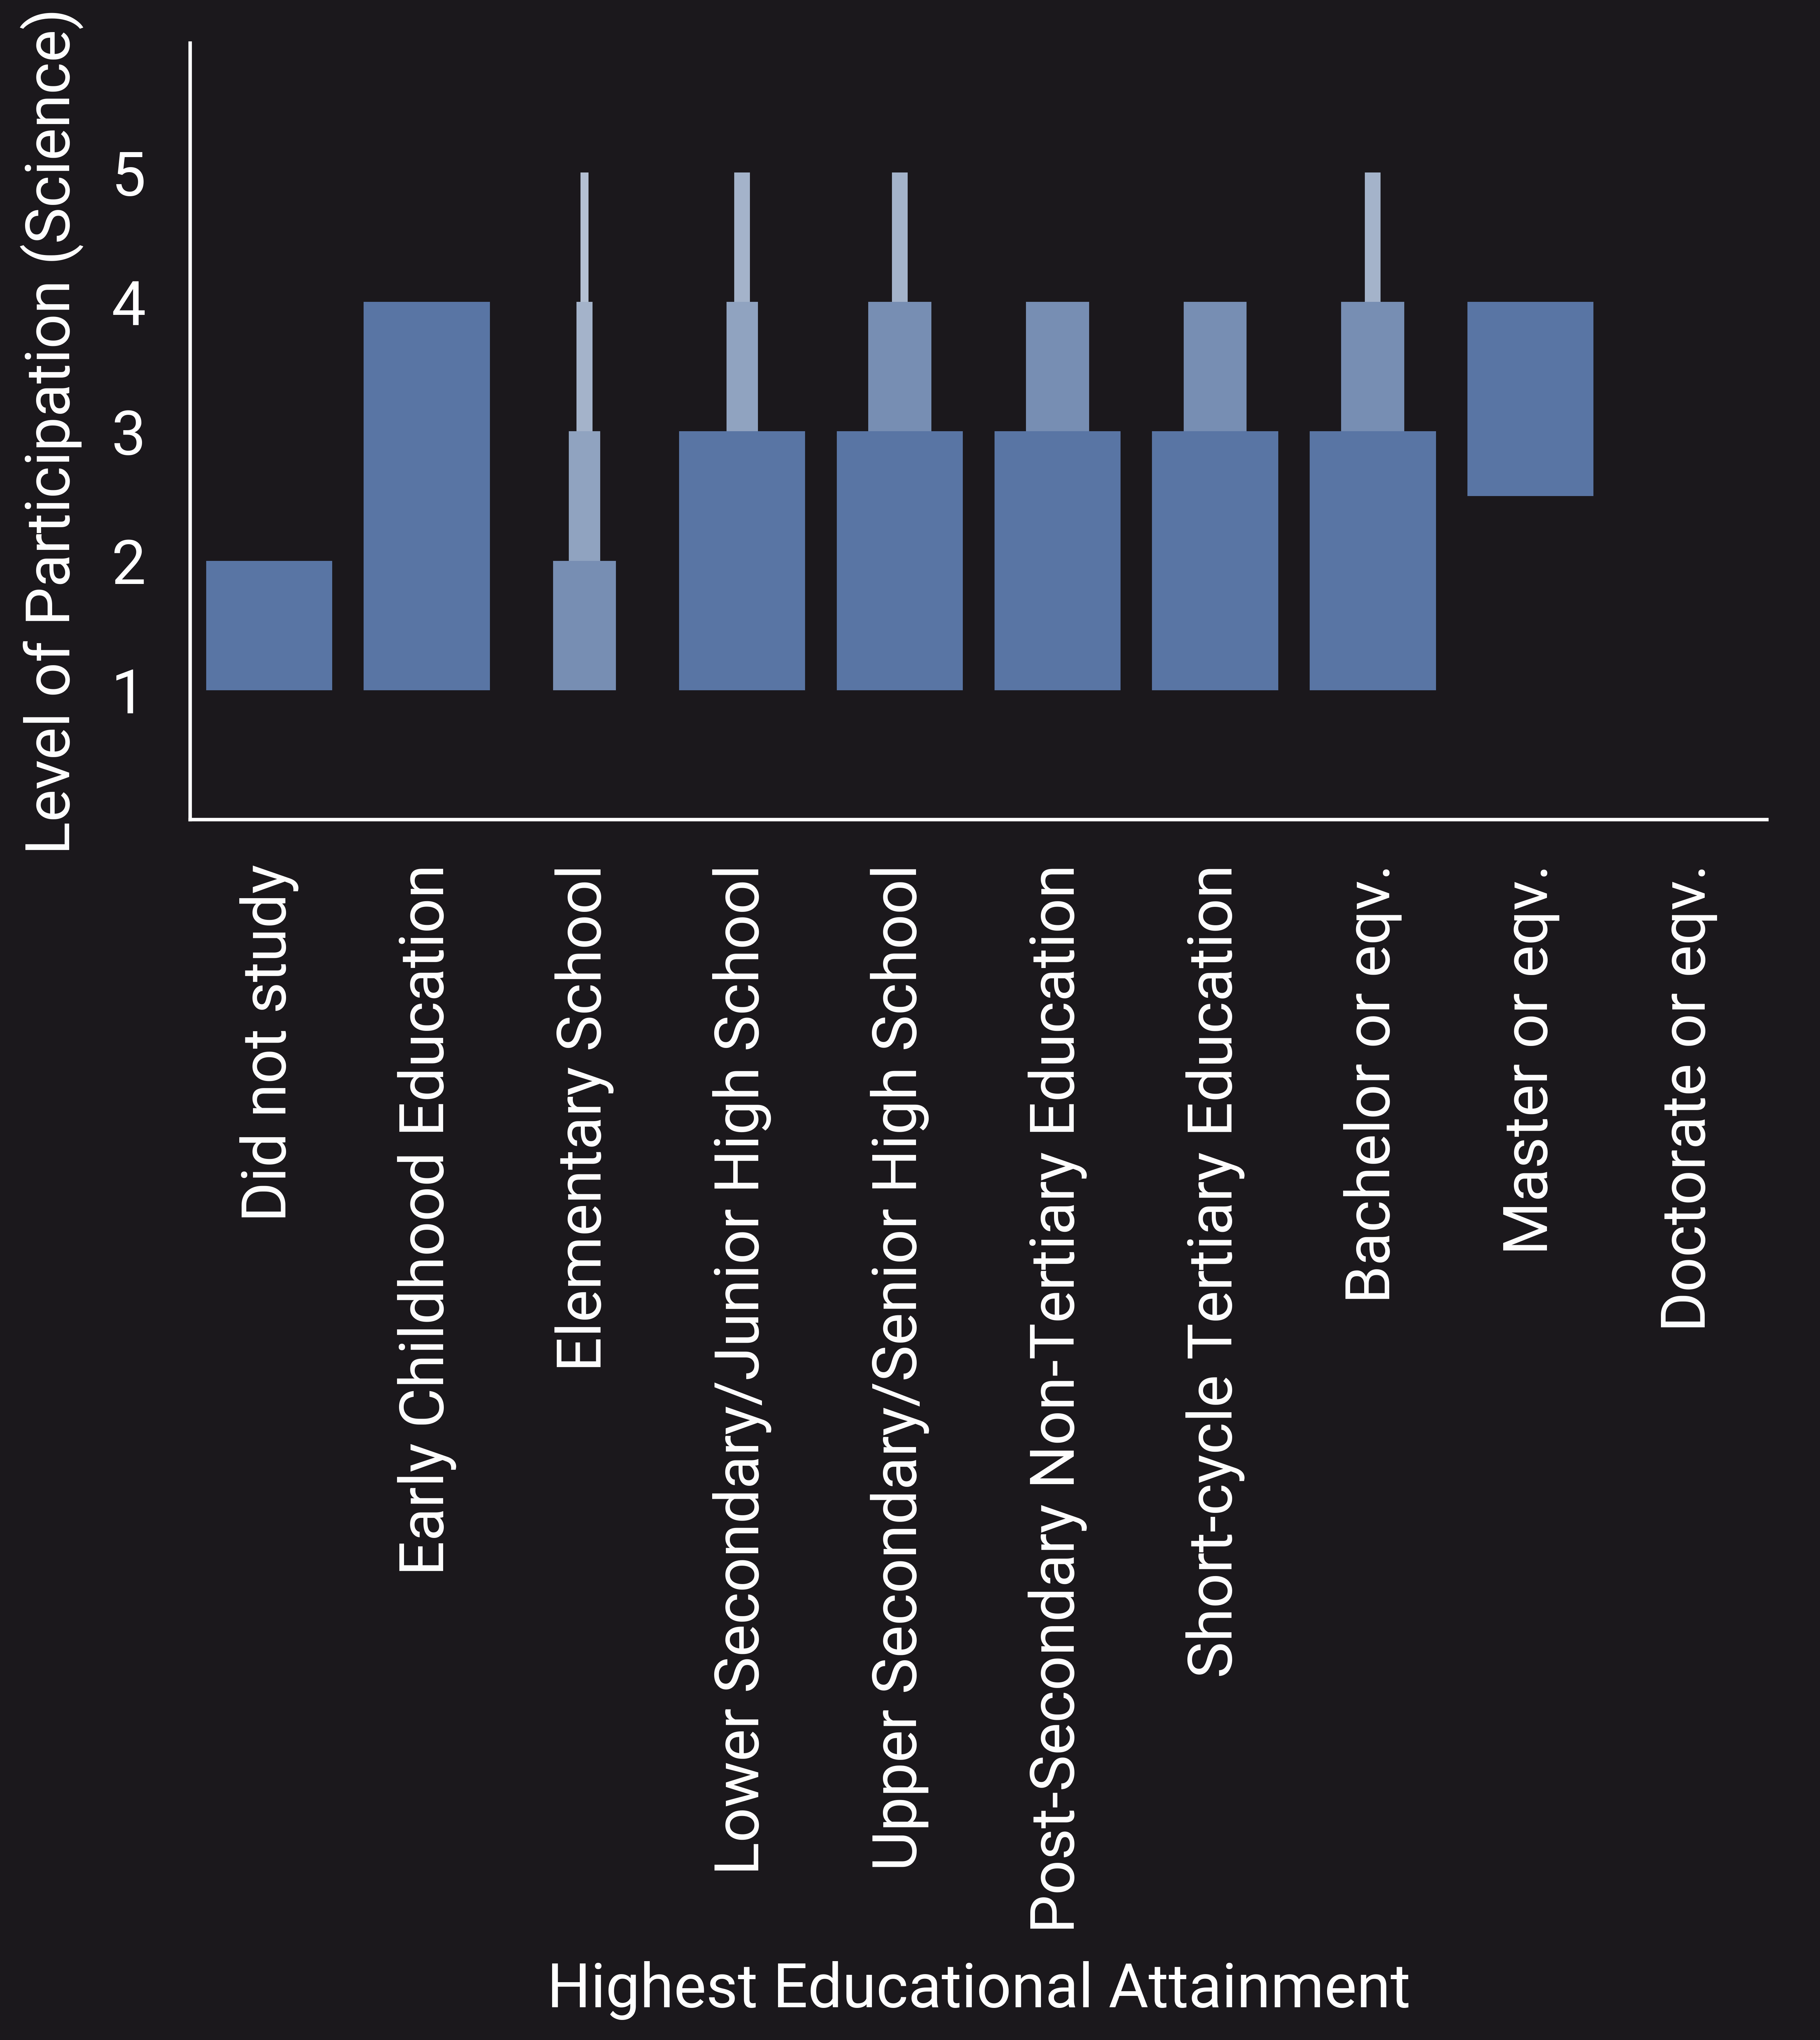 Level of Participation (Science)
5
4
3
2
1
Did not study
Early Childhood Education
Elementary School
Lower Secondary/Junior High School
Upper Secondary/Senior High School
Post-Secondary Non-Tertiary Education
Short-cycle Tertiary Education
Bachelor or eqv.
Master or eqv.
Doctorate or eqv.
Highest Educational Attainment